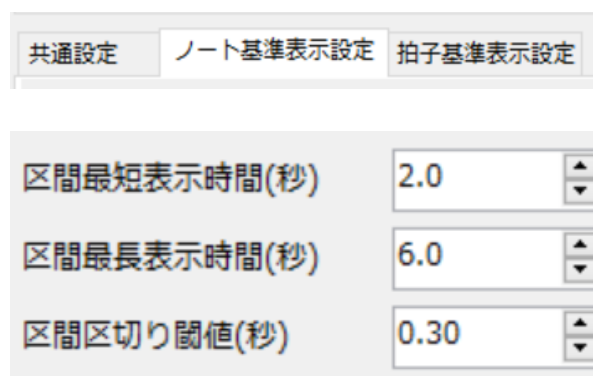 共通設定 ノート基準表示設定 拍子基準表示設定
区間最短表示時間(秒) 2.0
区間最長表示時間(秒) 6.0
区間区切り閾値(秒) 0.30